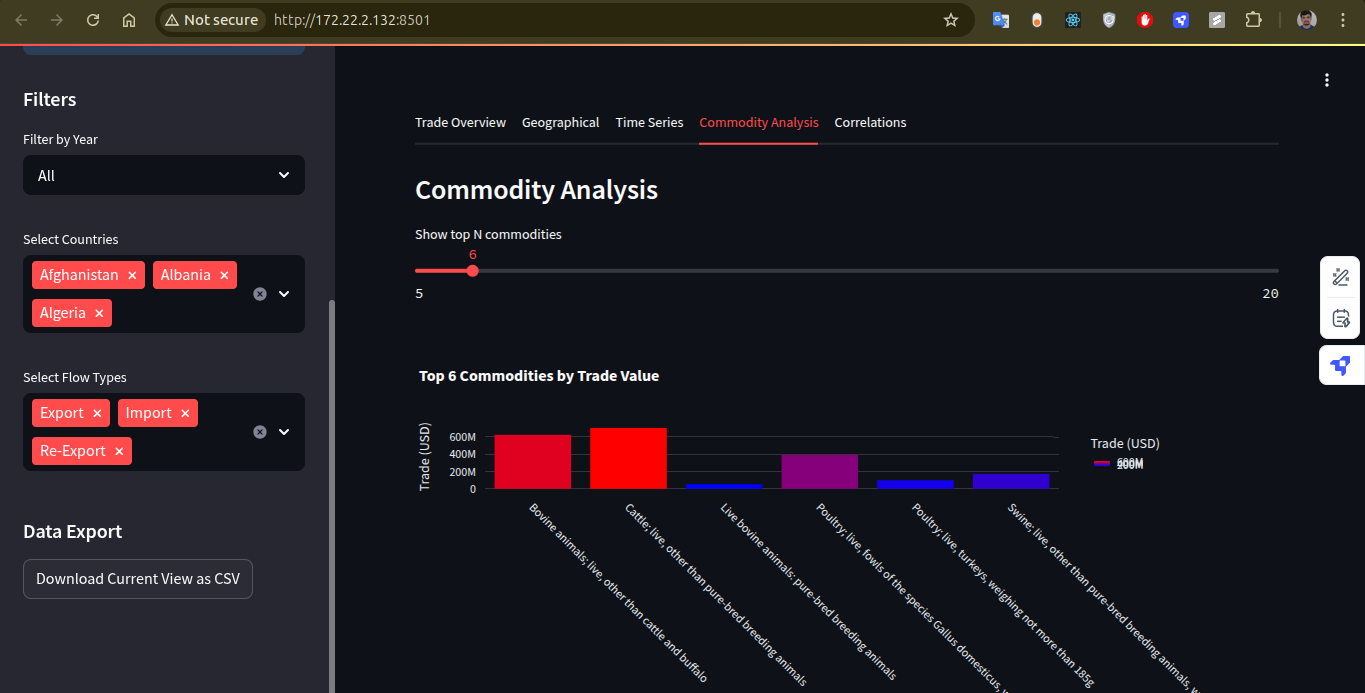 Not secure http://172.22.2.132:8501
Filters
Filter by Year
All
Select Countries
Afghanistan × Albania ×
Algeria ×
Select Flow Types
Export × Import ×
Re-Export ×
Data Export
Download Current View as CSV
Trade Overview Geographical Time Series Commodity Analysis Correlations
Commodity Analysis
Show top N commodities
6
5 20
Top 6 Commodities by Trade Value
Trade (USD)
600M
400M
200M
0
Bovine animals; live, other than cattle and buffalo
Cattle; live, other than pure-bred breeding animals
Live bovine animals: pure-bred breeding animals
Poultry; live, fowls of the species Gallus domesticus,
Poultry; live, turkeys, weighing not more than 185g
Swine; live, other than pure-bred breeding animals,
Trade (USD)